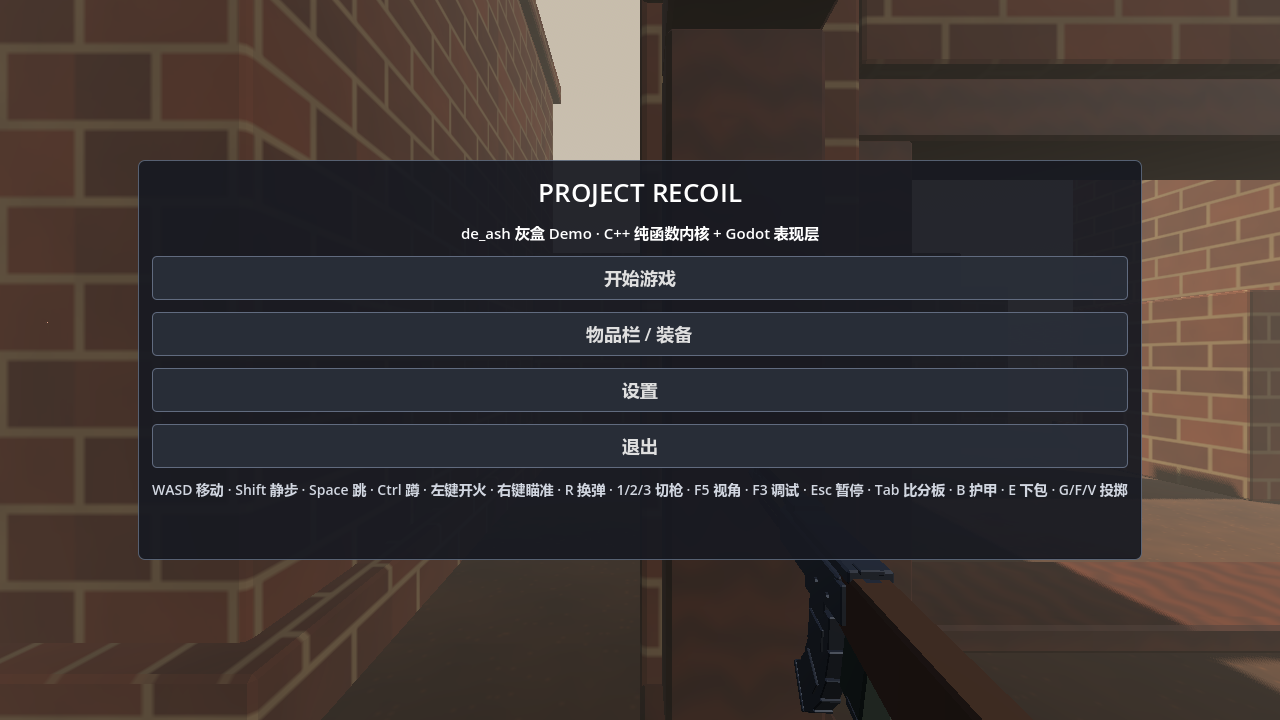 PROJECT RECOIL
de_ash 灰盒 Demo · C++ 纯函数内核 + Godot 表现层
开始游戏
物品栏 / 装备
设置
退出
WASD 移动 · Shift 静步 · Space 跳 · Ctrl 蹲 · 左键开火 · 右键瞄准 · R 换弹 · 1/2/3 切枪 · F5 视角 · F3 调试 · Esc 暂停 · Tab 比分板 · B 护甲 · E 下包 · G/F/V 投掷